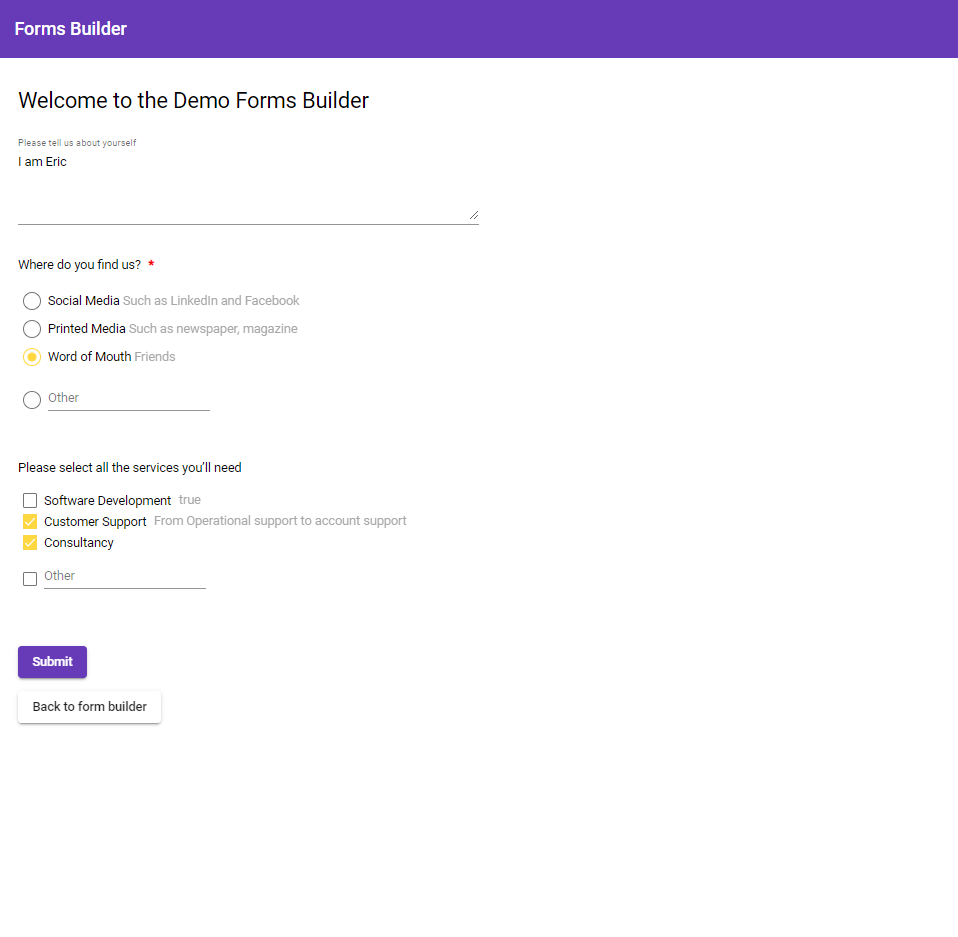 Forms Builder
Welcome to the Demo Forms Builder
Please tell us about yourself
I am Eric
Where do you find us? *
Social Media Such as LinkedIn and Facebook
Printed Media Such as newspaper, magazine
Word of Mouth Friends
Other
Please select all the services you'll need
Software Development true
Customer Support From Operational support to account support
Consultancy
Other
Submit
Back to form builder